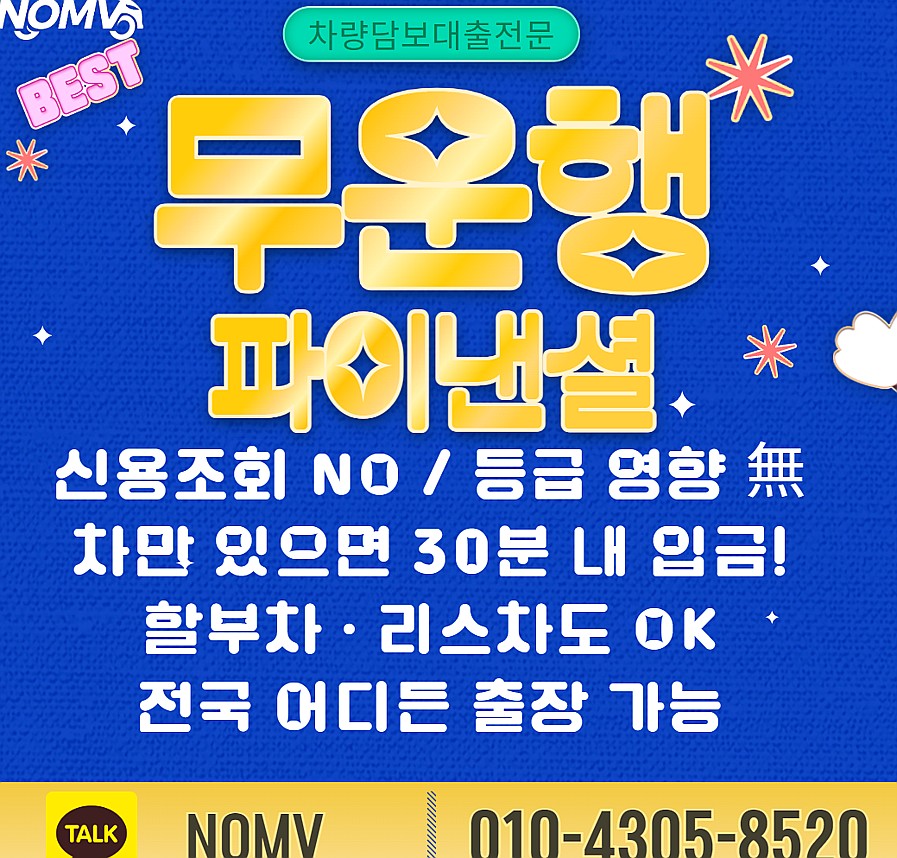 NOMV
차량담보대출전문
BEST
무운행
파이낸셜
신용조회 NO / 등급 영향 無
차만 있으면 30분 내 입금!
할부차 · 리스차도 OK
전국 어디든 출장 가능
TALK NOMV 010-4305-8520